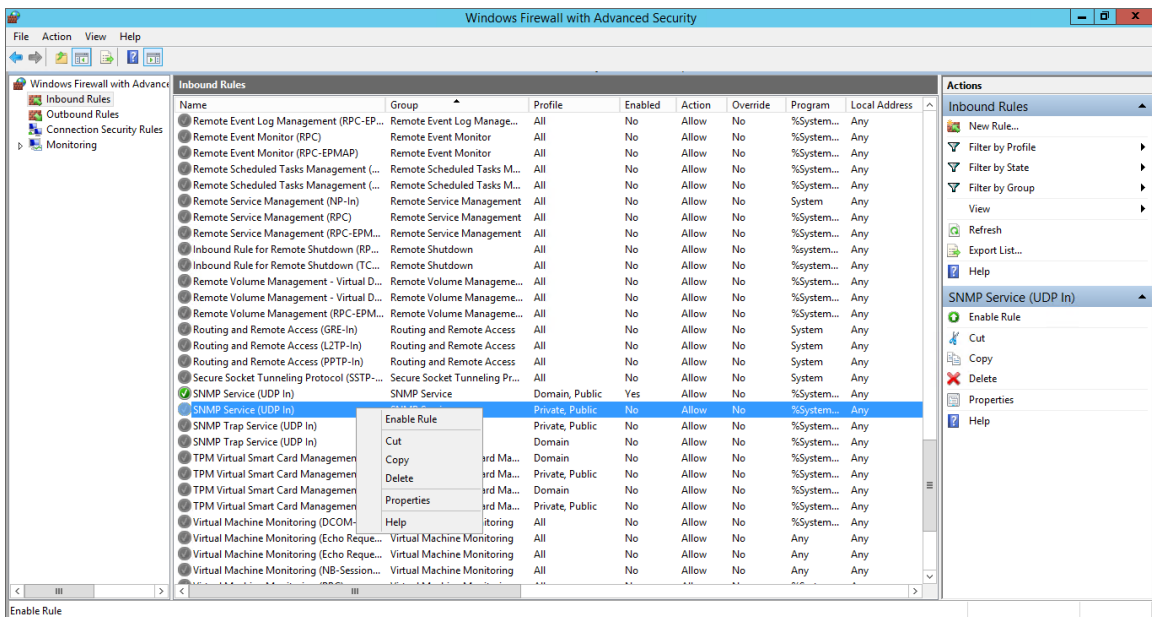 Windows Firewall with Advanced Security
File Action View Help
Windows Firewall with Advance
Inbound Rules
Outbound Rules
Connection Security Rules
Monitoring
Inbound Rules
Name Group Profile Enabled Action Override Program Local Address
Remote Event Log Management (RPC-EP... Remote Event Log Manage... All No Allow No %System... Any
Remote Event Monitor (RPC) Remote Event Monitor All No Allow No %System... Any
Remote Event Monitor (RPC-EPMAP) Remote Event Monitor All No Allow No %System... Any
Remote Scheduled Tasks Management (... Remote Scheduled Tasks M... All No Allow No %System... Any
Remote Scheduled Tasks Management (... Remote Scheduled Tasks M... All No Allow No %System... Any
Remote Service Management (NP-In) Remote Service Management All No Allow No System Any
Remote Service Management (RPC) Remote Service Management All No Allow No %System... Any
Remote Service Management (RPC-EPM... Remote Service Management All No Allow No %System... Any
Inbound Rule for Remote Shutdown (RP... Remote Shutdown All No Allow No %system... Any
Inbound Rule for Remote Shutdown (TC... Remote Shutdown All No Allow No %system... Any
Remote Volume Management - Virtual D... Remote Volume Manageme... All No Allow No %System... Any
Remote Volume Management - Virtual D... Remote Volume Manageme... All No Allow No %System... Any
Remote Volume Management (RPC-EPM... Remote Volume Manageme... All No Allow No %System... Any
Routing and Remote Access (GRE-In) Routing and Remote Access All No Allow No System Any
Routing and Remote Access (L2TP-In) Routing and Remote Access All No Allow No System Any
Routing and Remote Access (PPTP-In) Routing and Remote Access All No Allow No System Any
Secure Socket Tunneling Protocol (SSTP-... Secure Socket Tunneling Pr... All No Allow No System Any
SNMP Service (UDP In) SNMP Service Domain, Public Yes Allow No %System... Any
SNMP Service (UDP In) Private, Public No Allow No %System... Any
SNMP Trap Service (UDP In) Private, Public No Allow No %System... Any
SNMP Trap Service (UDP In) Domain No Allow No %System... Any
TPM Virtual Smart Card Managemen ard Ma... Domain No Allow No %System... Any
TPM Virtual Smart Card Managemen ard Ma... Private, Public No Allow No %System... Any
TPM Virtual Smart Card Managemen ard Ma... Domain No Allow No %System... Any
TPM Virtual Smart Card Managemen ard Ma... Private, Public No Allow No %System... Any
Virtual Machine Monitoring (DCOM- itoring All No Allow No %System... Any
Virtual Machine Monitoring (Echo Reque... Virtual Machine Monitoring All No Allow No Any Any
Virtual Machine Monitoring (Echo Reque... Virtual Machine Monitoring All No Allow No Any Any
Virtual Machine Monitoring (NB-Session... Virtual Machine Monitoring All No Allow No Any Any
Enable Rule
Cut
Copy
Delete
Properties
Help
Actions
Inbound Rules
New Rule...
Filter by Profile
Filter by State
Filter by Group
View
Refresh
Export List...
Help
SNMP Service (UDP In)
Enable Rule
Cut
Copy
Delete
Properties
Help
Enable Rule